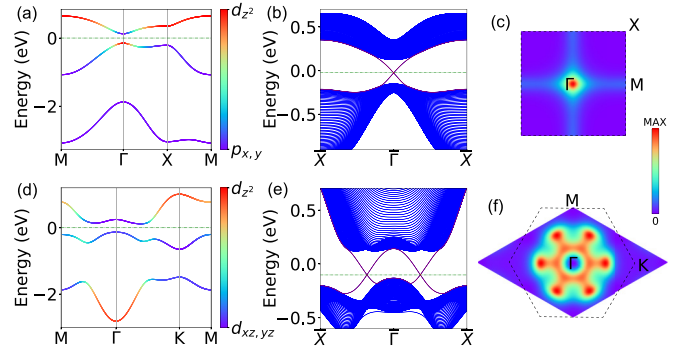 (a)
d_{z^2}
Energy (eV)
0
−2
M Γ X M
p_{x,y}
(b)
Energy (eV)
0.5
0.0
−0.5
X̄ Γ̄ X̄
(c)
X
Γ
M
MAX
0
(d)
d_{z^2}
Energy (eV)
0
−2
M Γ K M
d_{xz,yz}
(e)
Energy (eV)
0.5
0.0
−0.5
X̄ Γ̄ X̄
(f)
M
Γ
K